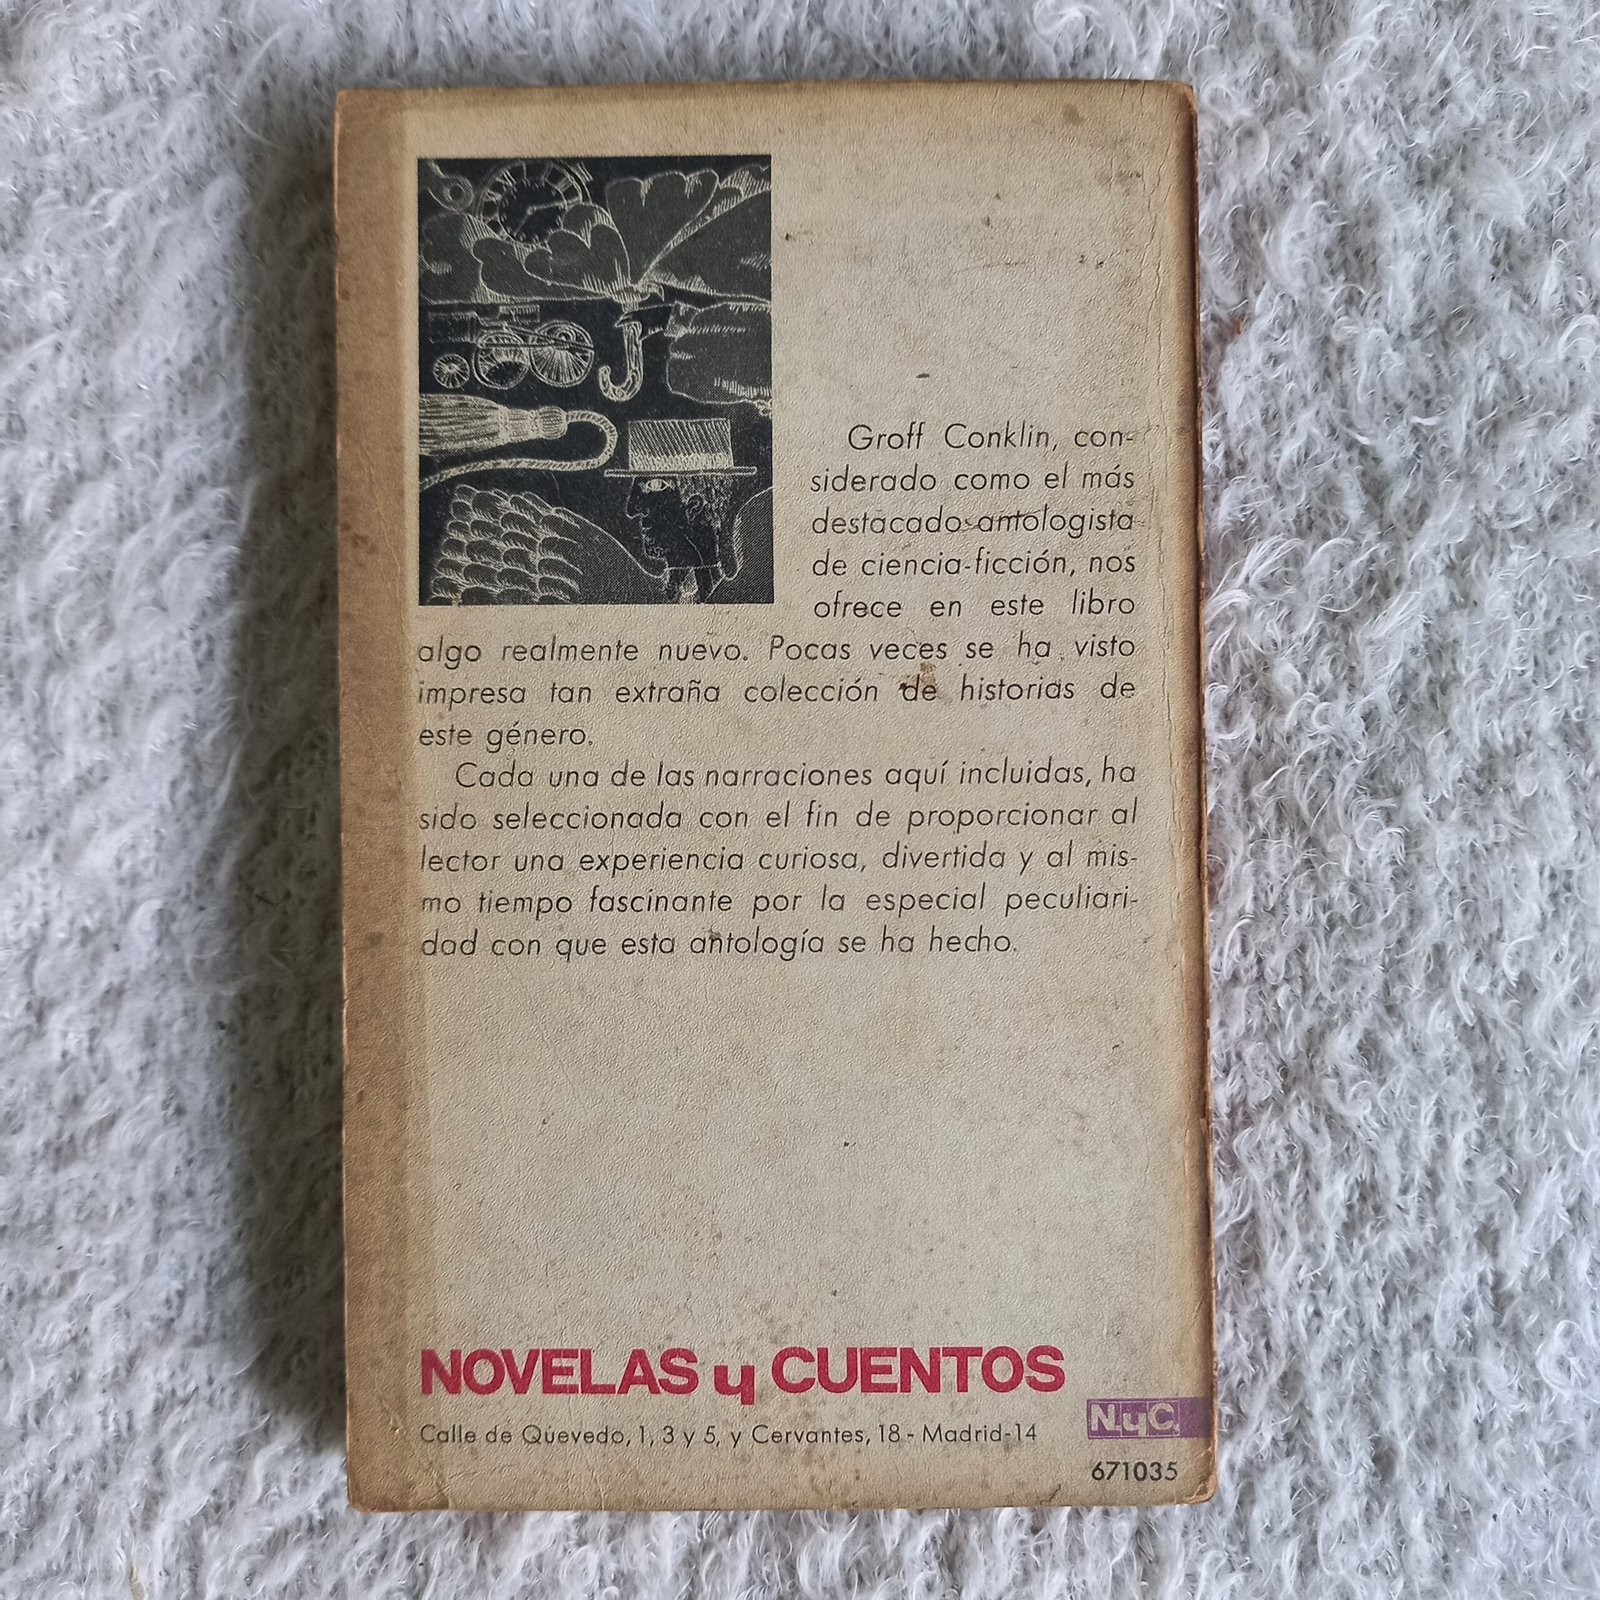 Groff Conklin, con-
siderado como el más
destacado antologista
de ciencia-ficción, nos
ofrece en este libro
algo realmente nuevo. Pocas veces se ha visto
impresa tan extraña colección de historias de
este género.
Cada una de las narraciones aquí incluidas, ha
sido seleccionada con el fin de proporcionar al
lector una experiencia curiosa, divertida y al mis-
mo tiempo fascinante por la especial peculiari-
dad con que esta antología se ha hecho.
NOVELAS y CUENTOS
Calle de Quevedo, 1, 3 y 5, y Cervantes, 18 - Madrid-14
N.yC.
671035